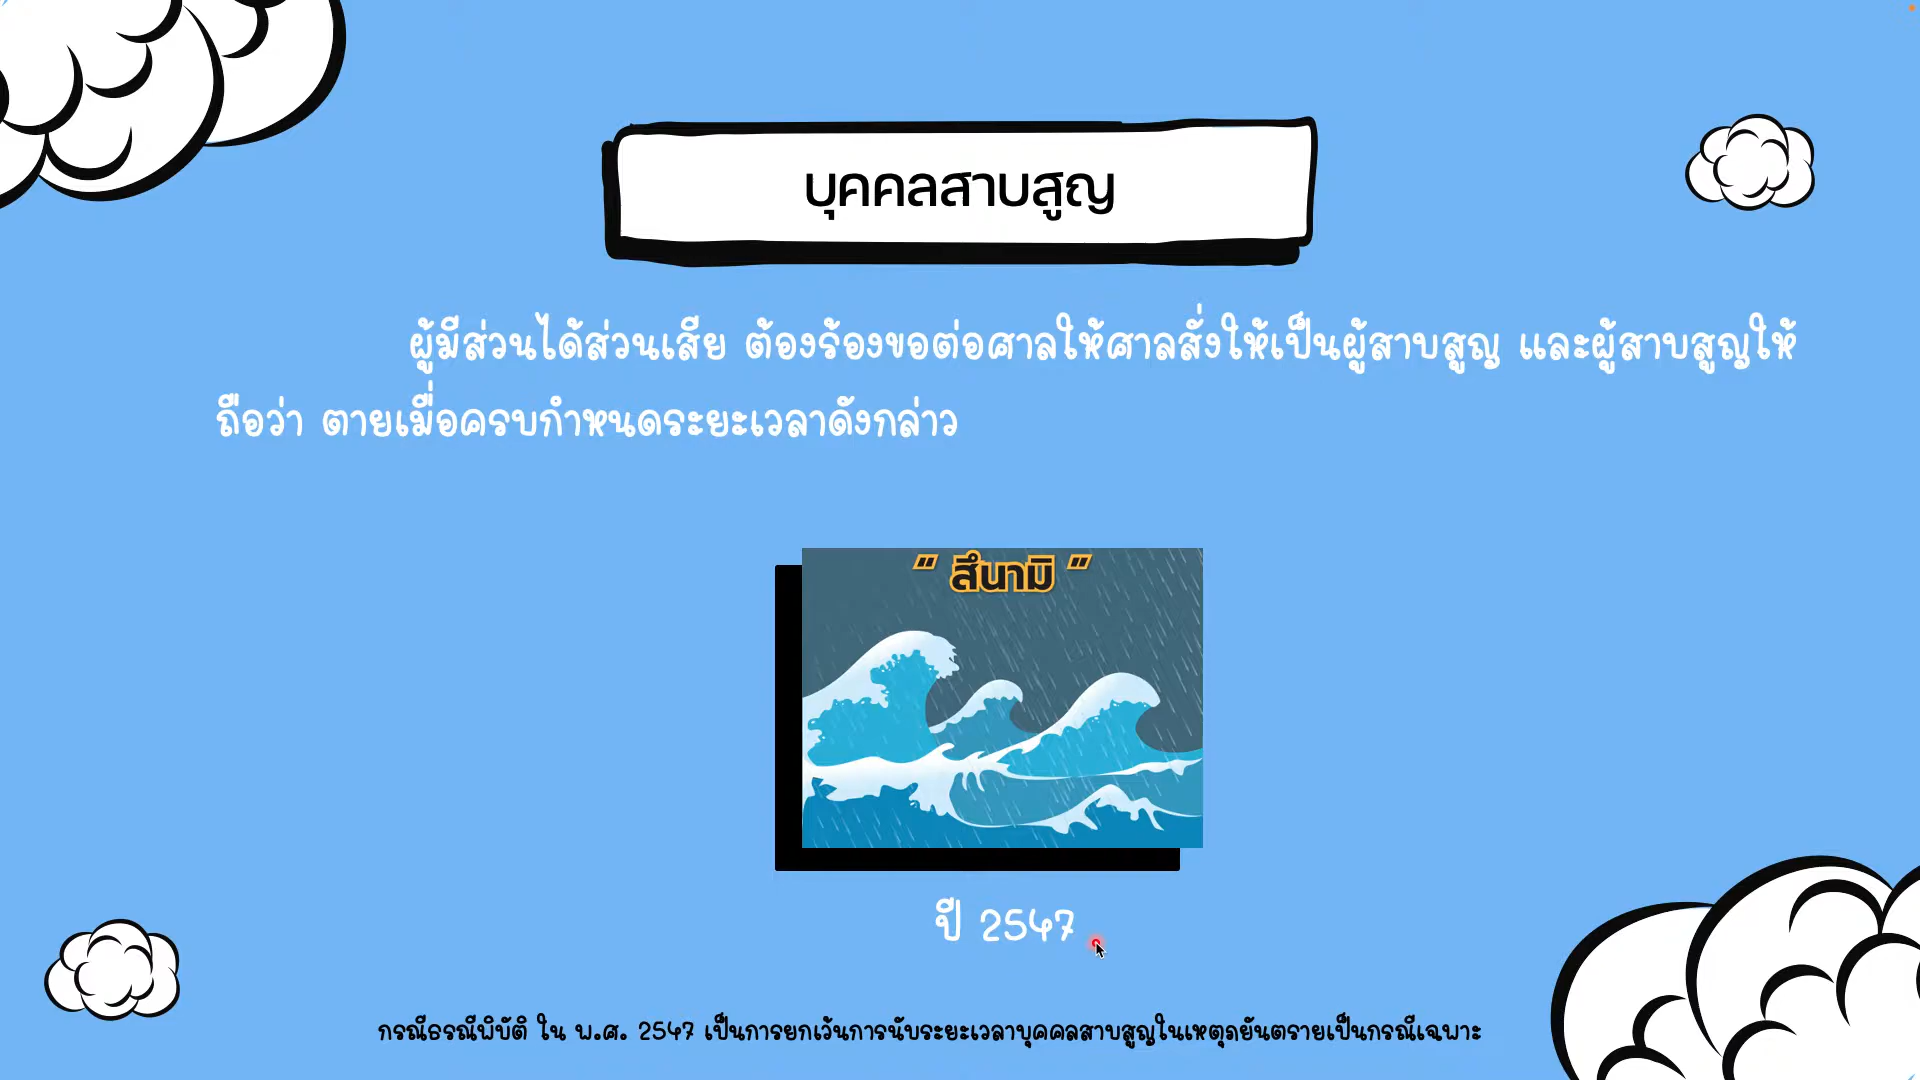 บุคคลสาบสูญ
ผู้มีส่วนได้ส่วนเสีย ต้องร้องขอต่อศาลให้ศาลสั่งให้เป็นผู้สาบสูญ และผู้สาบสูญให้
ถือว่า ตายเมื่อครบกำหนดระยะเวลาดังกล่าว
" สึนามิ "
ปี 2547
กรณีธรณีพิบัติ ใน พ.ศ. 2547 เป็นการยกเว้นการนับระยะเวลาบุคคลสาบสูญในเหตุภยันตรายเป็นกรณีเฉพาะ